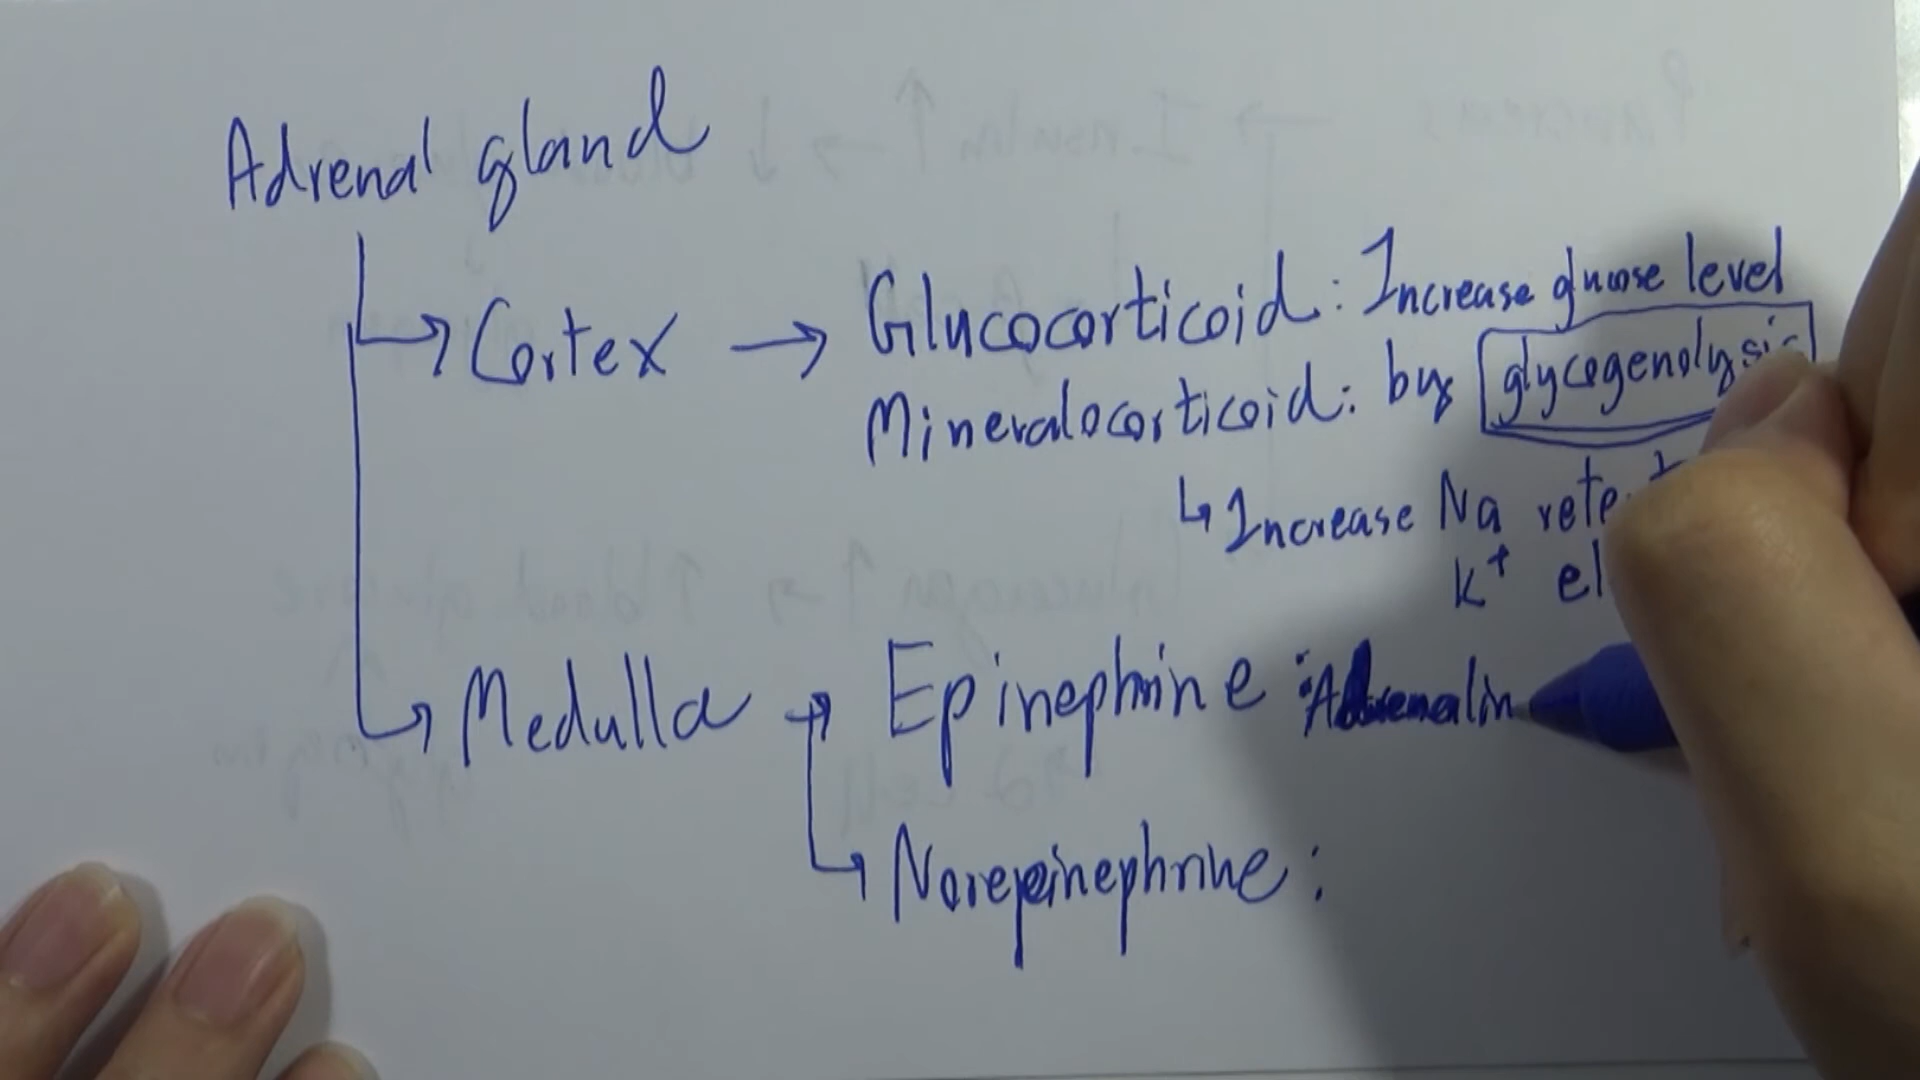 Adrenal gland
Cortex → Glucocorticoid: Increase glucose level
Mineralocorticoid: by glycogenolysis
↳ Increase Na
K+
Medulla → Epinephrine : Adrenalin
↳ Norepinephrine :